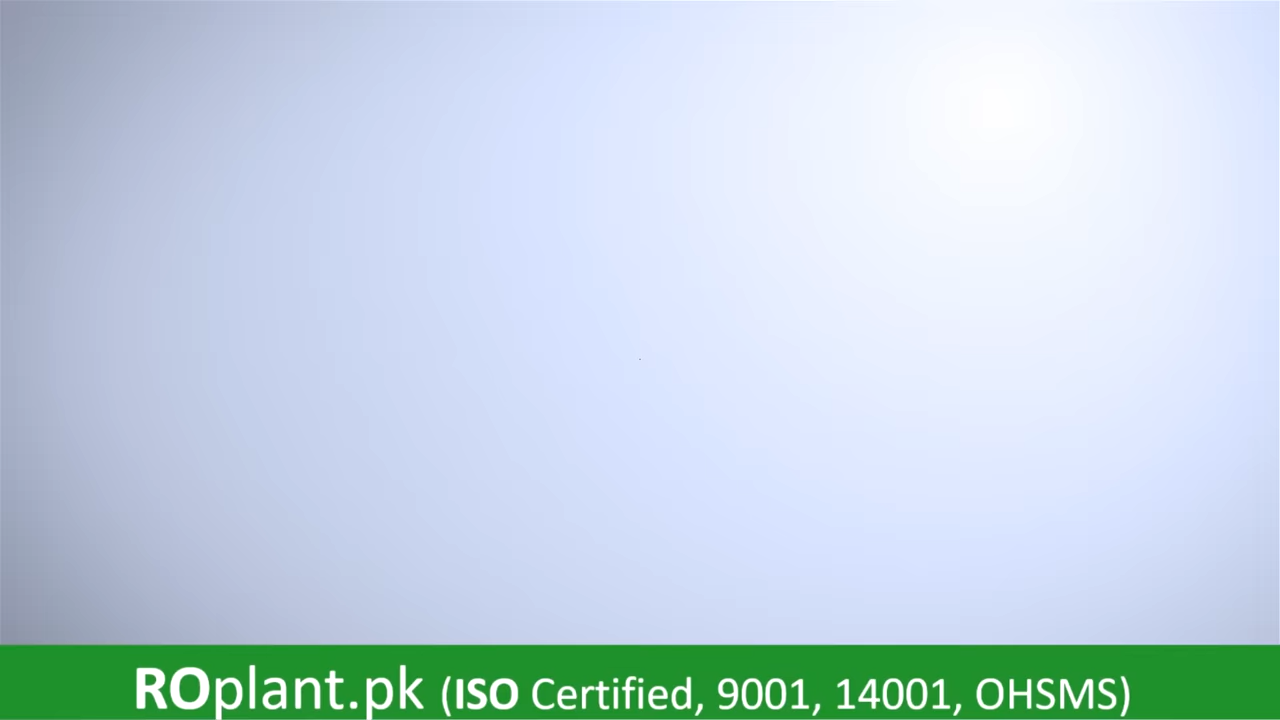 ROplant.pk (ISO Certified, 9001, 14001, OHSMS)